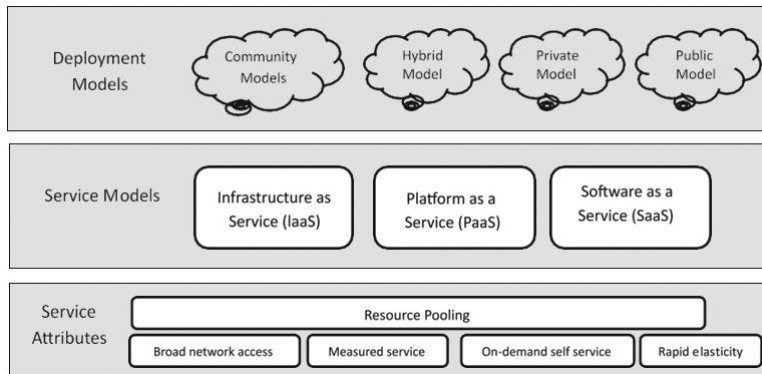 Deployment
Models
Community
Models
Hybrid
Model
Private
Model
Public
Model
Service Models
Infrastructure as
Service (IaaS)
Platform as a
Service (PaaS)
Software as a
Service (SaaS)
Service
Attributes
Resource Pooling
Broad network access
Measured service
On-demand self service
Rapid elasticity